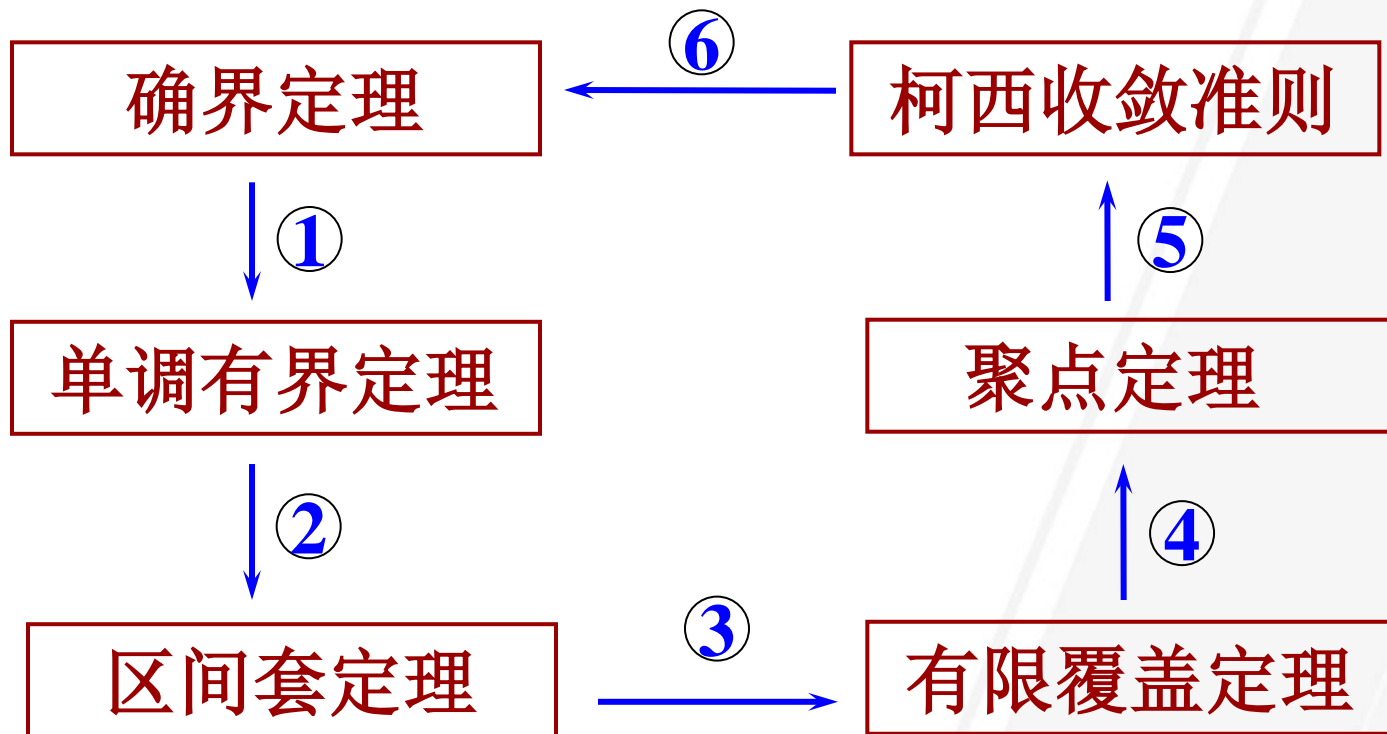 ⑥
确界定理
柯西收敛准则
①
⑤
单调有界定理
聚点定理
②
④
③
区间套定理
有限覆盖定理